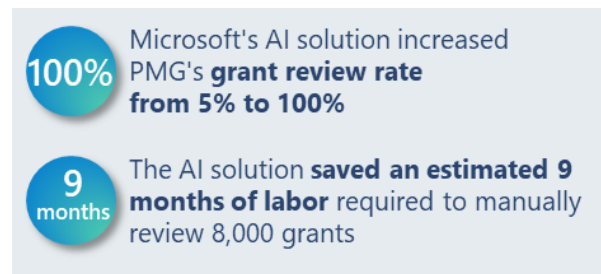 100%
Microsoft's AI solution increased
PMG's grant review rate
from 5% to 100%
9
months
The AI solution saved an estimated 9
months of labor required to manually
review 8,000 grants